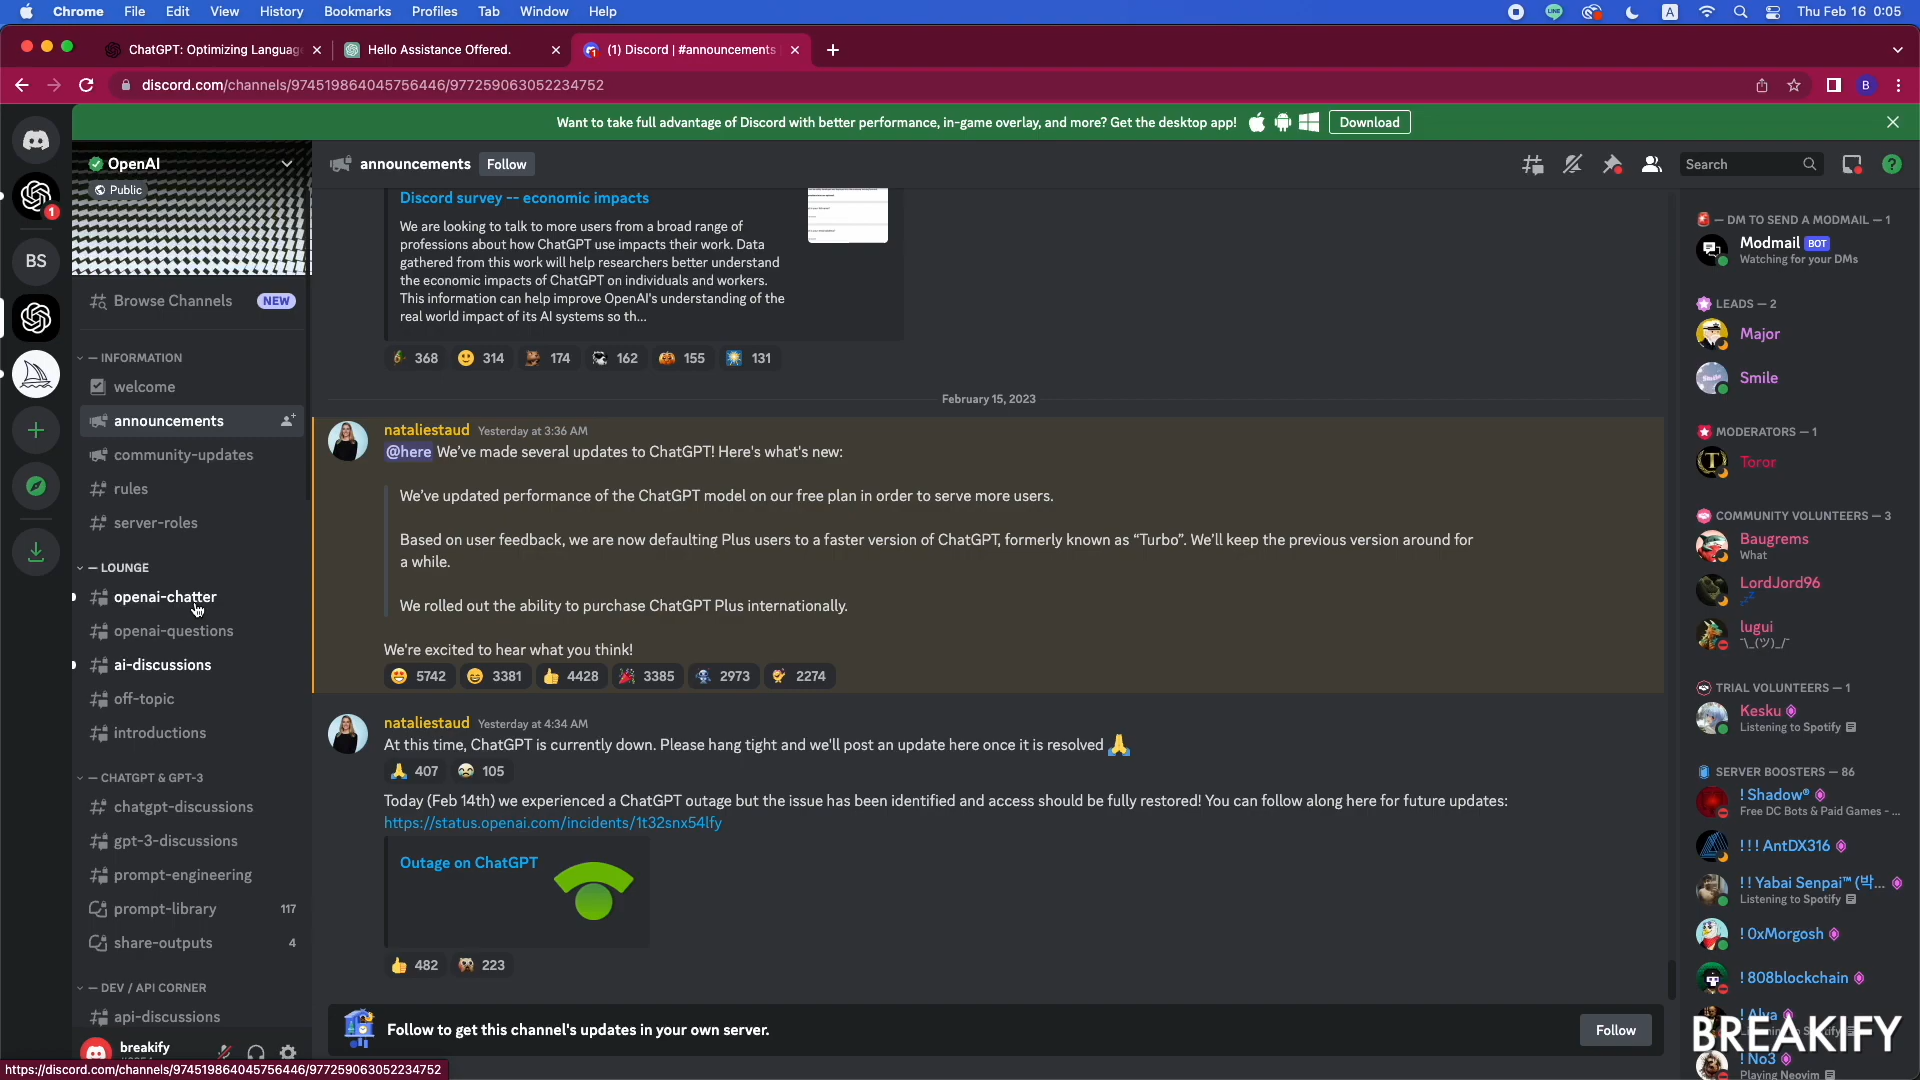 Chrome File Edit View History Bookmarks Profiles Tab Window Help
LINE A Thu Feb 16 0:05
ChatGPT: Optimizing Languag
Hello Assistance Offered.
(1) Discord | #announcements
discord.com/channels/974519864045756446/977259063052234752
B
Want to take full advantage of Discord with better performance, in-game overlay, and more? Get the desktop app! Download
1
BS
OpenAI
Public
Browse Channels NEW
INFORMATION
welcome
announcements
community-updates
rules
server-roles
LOUNGE
openai-chatter
openai-questions
ai-discussions
off-topic
introductions
CHATGPT & GPT-3
chatgpt-discussions
gpt-3-discussions
prompt-engineering
prompt-library 117
share-outputs 4
DEV / API CORNER
api-discussions
breakify
https://discord.com/channels/974519864045756446/977259063052234752
announcements Follow
Search
Discord survey -- economic impacts
We are looking to talk to more users from a broad range of
professions about how ChatGPT use impacts their work. Data
gathered from this work will help researchers better understand
the economic impacts of ChatGPT on individuals and workers.
This information can help improve OpenAI's understanding of the
real world impact of its AI systems so th...
368 314 174 162 155 131
February 15, 2023
nataliestaud Yesterday at 3:36 AM
@here We've made several updates to ChatGPT! Here's what's new:
We've updated performance of the ChatGPT model on our free plan in order to serve more users.
Based on user feedback, we are now defaulting Plus users to a faster version of ChatGPT, formerly known as “Turbo”. We'll keep the previous version around for
a while.
We rolled out the ability to purchase ChatGPT Plus internationally.
We're excited to hear what you think!
5742 3381 4428 3385 2973 2274
nataliestaud Yesterday at 4:34 AM
At this time, ChatGPT is currently down. Please hang tight and we'll post an update here once it is resolved
407 105
Today (Feb 14th) we experienced a ChatGPT outage but the issue has been identified and access should be fully restored! You can follow along here for future updates:
https://status.openai.com/incidents/1t32snx54lfy
Outage on ChatGPT
482 223
Follow to get this channel's updates in your own server.
Follow
— DM TO SEND A MODMAIL — 1
Modmail BOT
Watching for your DMs
LEADS — 2
Major
Smile
MODERATORS — 1
Toror
COMMUNITY VOLUNTEERS — 3
Baugrems
What
LordJord96
lugui
¯\_(ツ)_/¯
TRIAL VOLUNTEERS — 1
Kesku
Listening to Spotify
SERVER BOOSTERS — 86
! Shadow®
Free DC Bots & Paid Games - ...
! ! ! AntDX316
! ! Yabai Senpai™ (박...
Listening to Spotify
! 0xMorgosh
! 808blockchain
! Alva
! No3
Playing Neovim
BREAKIFY